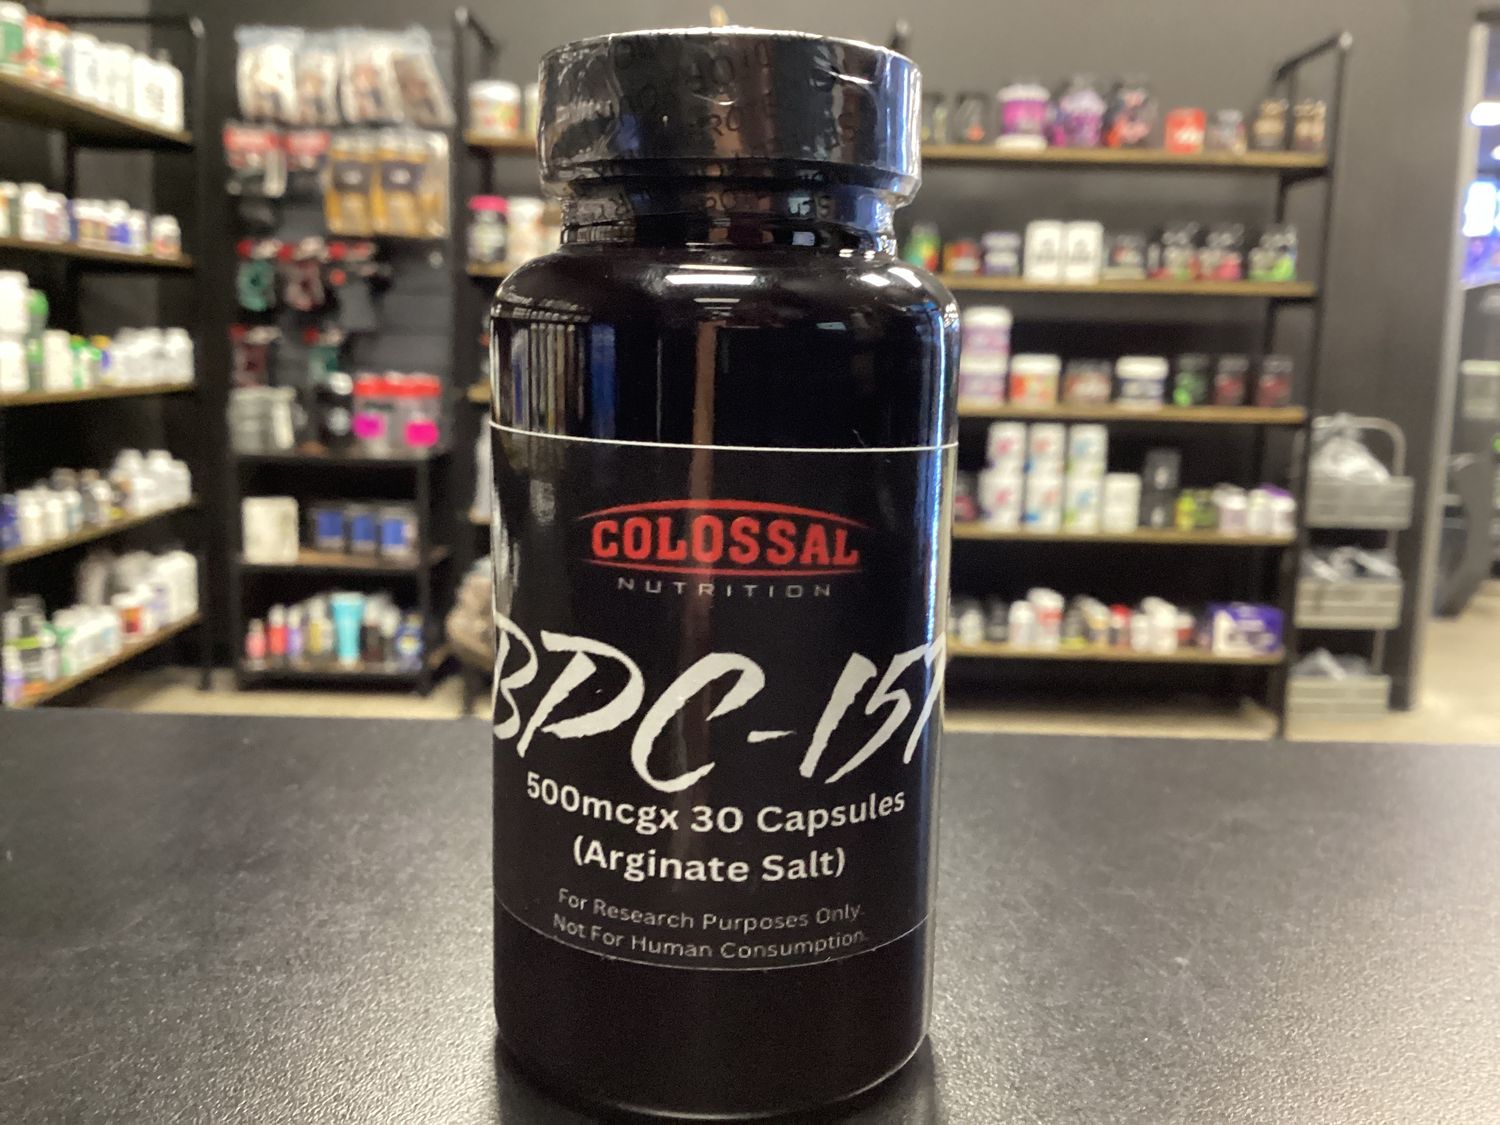 COLOSSAL
NUTRITION
BPC-157
500mcgx 30 Capsules
(Arginate Salt)
For Research Purposes Only.
Not For Human Consumption.